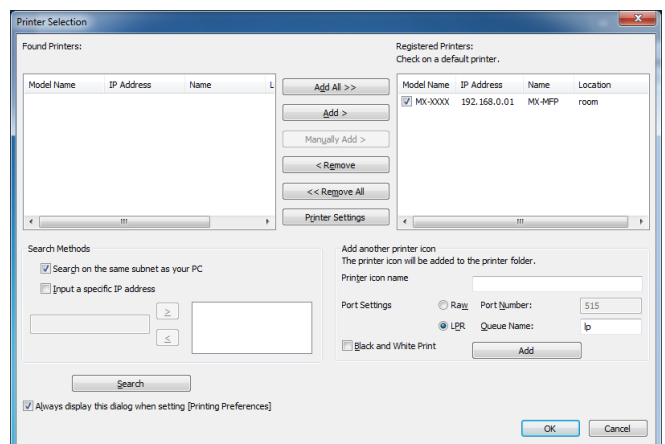 Printer Selection
Found Printers:
Registered Printers:
Check on a default printer.
Model Name IP Address Name L
Model Name IP Address Name Location
MX-XXXX 192.168.0.01 MX-MFP room
Add All >>
Add >
Manually Add >
< Remove
<< Remove All
Printer Settings
Search Methods
Search on the same subnet as your PC
Input a specific IP address
>
<
Search
Always display this dialog when setting [Printing Preferences]
Add another printer icon
The printer icon will be added to the printer folder.
Printer icon name
Port Settings Raw Port Number: 515
LPR Queue Name: lp
Black and White Print Add
OK Cancel